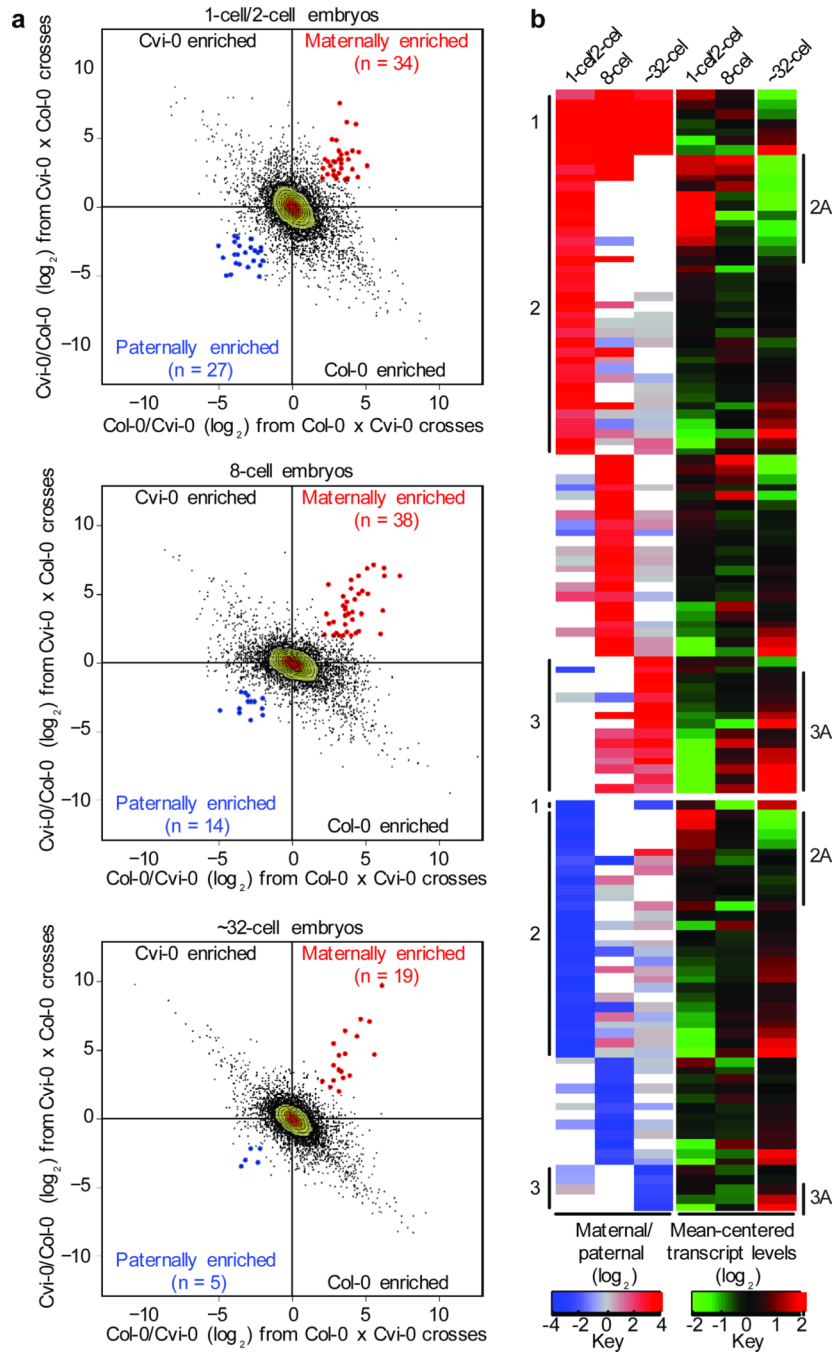 a
1-cell/2-cell embryos
Cvi-0/Col-0 (log2) from Cvi-0 x Col-0 crosses
10
5
0
−5
−10
Cvi-0 enriched
Maternally enriched
(n = 34)
Paternally enriched
(n = 27)
Col-0 enriched
−10 −5 0 5 10
Col-0/Cvi-0 (log2) from Col-0 x Cvi-0 crosses
8-cell embryos
Cvi-0/Col-0 (log2) from Cvi-0 x Col-0 crosses
10
5
0
−5
−10
Cvi-0 enriched
Maternally enriched
(n = 38)
Paternally enriched
(n = 14)
Col-0 enriched
−10 −5 0 5 10
Col-0/Cvi-0 (log2) from Col-0 x Cvi-0 crosses
~32-cell embryos
Cvi-0/Col-0 (log2) from Cvi-0 x Col-0 crosses
10
5
0
−5
−10
Cvi-0 enriched
Maternally enriched
(n = 19)
Paternally enriched
(n = 5)
Col-0 enriched
−10 −5 0 5 10
Col-0/Cvi-0 (log2) from Col-0 x Cvi-0 crosses
b
1-cel/2-cel 8-cel ~32-cel 1-cel/2-cel 8-cel ~32-cel
1
2A
2
3
3A
1
2A
2
3
3A
Maternal/
paternal
(log2)
-4 -2 0 2 4
Key
Mean-centered
transcript levels
(log2)
-2 -1 0 1 2
Key